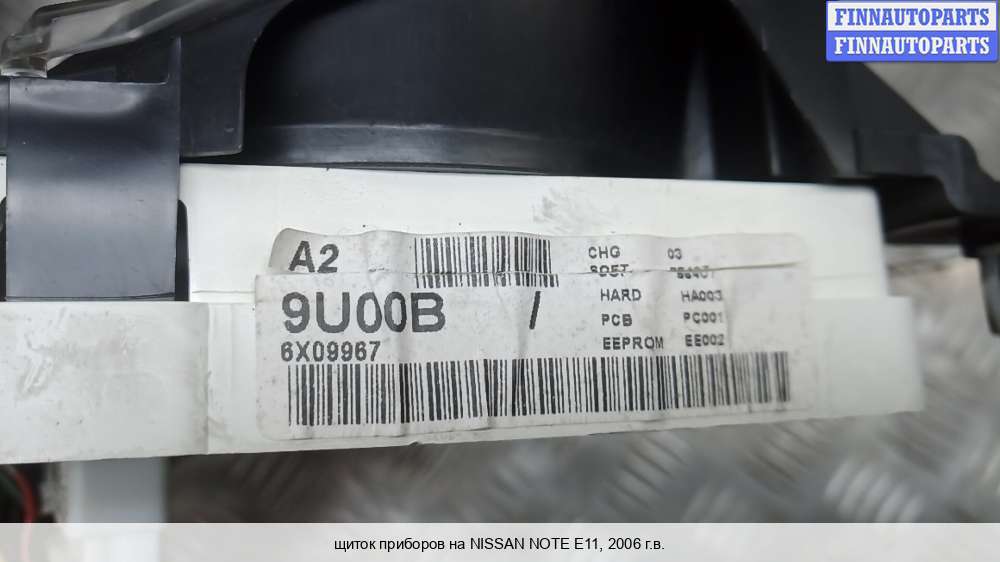 FINNAUTOPARTS
FINNAUTOPARTS
A2
CHG 03
SOFT
9U00B /
HARD HA003
6X09967
PCB PC001
EEPROM EE002
щиток приборов на NISSAN NOTE E11, 2006 г.в.